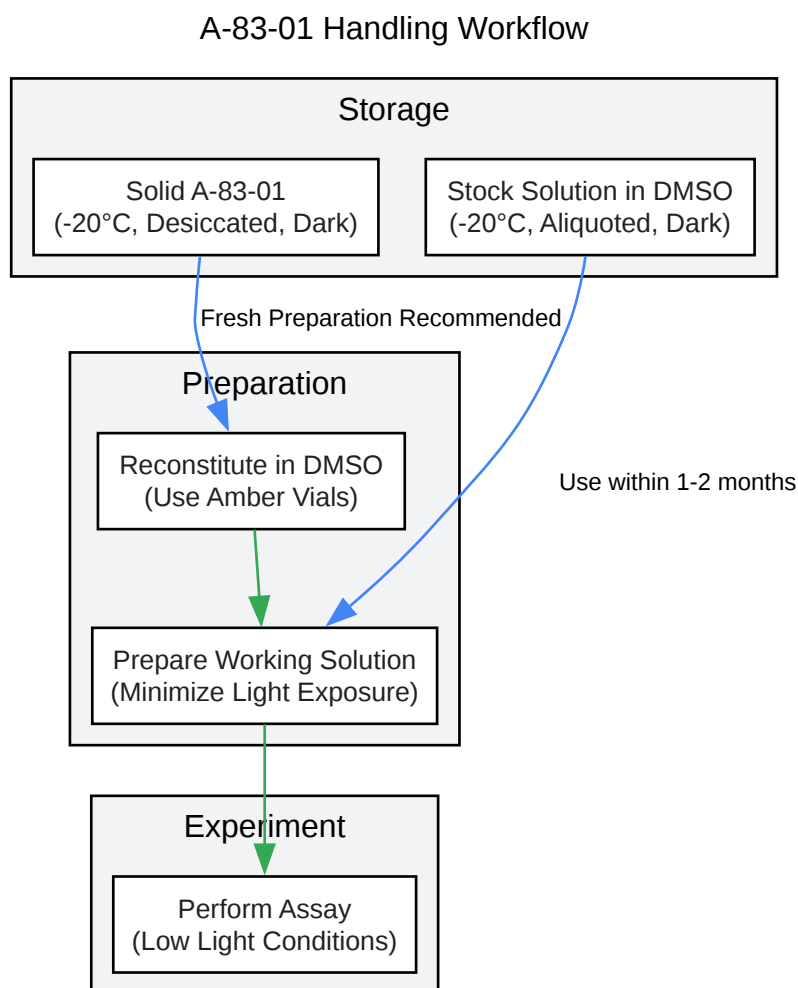 A-83-01 Handling Workflow
Storage
Solid A-83-01
(-20°C, Desiccated, Dark)
Stock Solution in DMSO
(-20°C, Aliquoted, Dark)
Fresh Preparation Recommended
Preparation
Reconstitute in DMSO
(Use Amber Vials)
Use within 1-2 months
Prepare Working Solution
(Minimize Light Exposure)
Experiment
Perform Assay
(Low Light Conditions)